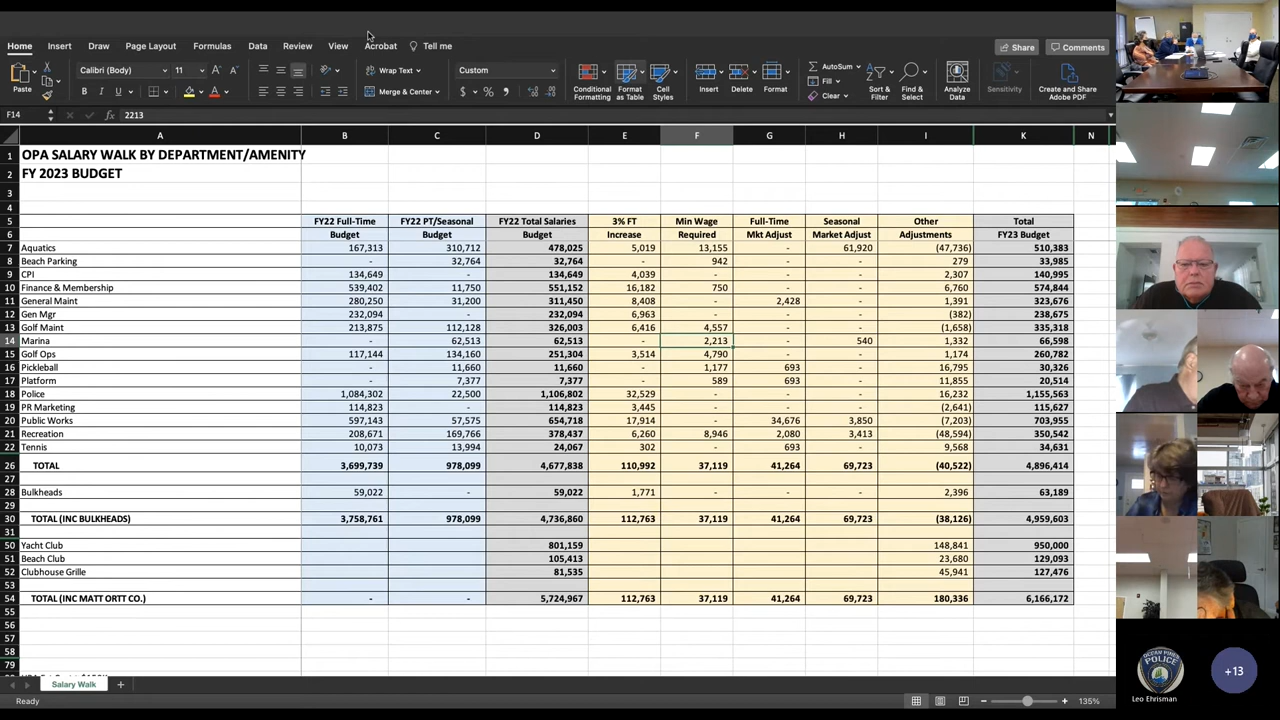 Home Insert Draw Page Layout Formulas Data Review View Acrobat Tell me Share Comments
Paste Calibri (Body) 11 Wrap Text Merge & Center Custom Conditional Formatting Format as Table Cell Styles Insert Delete Format AutoSum Fill Clear Sort & Filter Find & Select Analyze Data Sensitivity Create and Share Adobe PDF
F14 fx 2213
A B C D E F G H I K N
1 OPA SALARY WALK BY DEPARTMENT/AMENITY
2 FY 2023 BUDGET
3
4
5 FY22 Full-Time FY22 PT/Seasonal FY22 Total Salaries 3% FT Min Wage Full-Time Seasonal Other Total
6 Budget Budget Budget Increase Required Mkt Adjust Market Adjust Adjustments FY23 Budget
7 Aquatics 167,313 310,712 478,025 5,019 13,155 - 61,920 (47,736) 510,383
8 Beach Parking - 32,764 32,764 - 942 - - 279 33,985
9 CPI 134,649 - 134,649 4,039 - - - 2,307 140,995
10 Finance & Membership 539,402 11,750 551,152 16,182 750 - - 6,760 574,844
11 General Maint 280,250 31,200 311,450 8,408 - 2,428 - 1,391 323,676
12 Gen Mgr 232,094 - 232,094 6,963 - - - (382) 238,675
13 Golf Maint 213,875 112,128 326,003 6,416 4,557 - - (1,658) 335,318
14 Marina - 62,513 62,513 - 2,213 - 540 1,332 66,598
15 Golf Ops 117,144 134,160 251,304 3,514 4,790 - - 1,174 260,782
16 Pickleball - 11,660 11,660 - 1,177 693 - 16,795 30,326
17 Platform - 7,377 7,377 - 589 693 - 11,855 20,514
18 Police 1,084,302 22,500 1,106,802 32,529 - - - 16,232 1,155,563
19 PR Marketing 114,823 - 114,823 3,445 - - - (2,641) 115,627
20 Public Works 597,143 57,575 654,718 17,914 - 34,676 3,850 (7,203) 703,955
21 Recreation 208,671 169,766 378,437 6,260 8,946 2,080 3,413 (48,594) 350,542
22 Tennis 10,073 13,994 24,067 302 - 693 - 9,568 34,631
26 TOTAL 3,699,739 978,099 4,677,838 110,992 37,119 41,264 69,723 (40,522) 4,896,414
27
28 Bulkheads 59,022 - 59,022 1,771 - - - 2,396 63,189
29
30 TOTAL (INC BULKHEADS) 3,758,761 978,099 4,736,860 112,763 37,119 41,264 69,723 (38,126) 4,959,603
31
50 Yacht Club 801,159 148,841 950,000
51 Beach Club 105,413 23,680 129,093
52 Clubhouse Grille 81,535 45,941 127,476
53
54 TOTAL (INC MATT ORTT CO.) - - 5,724,967 112,763 37,119 41,264 69,723 180,336 6,166,172
55
56
57
58
79
Salary Walk
Ready 135%
OCEAN PINES
POLICE
Leo Ehrisman
+13